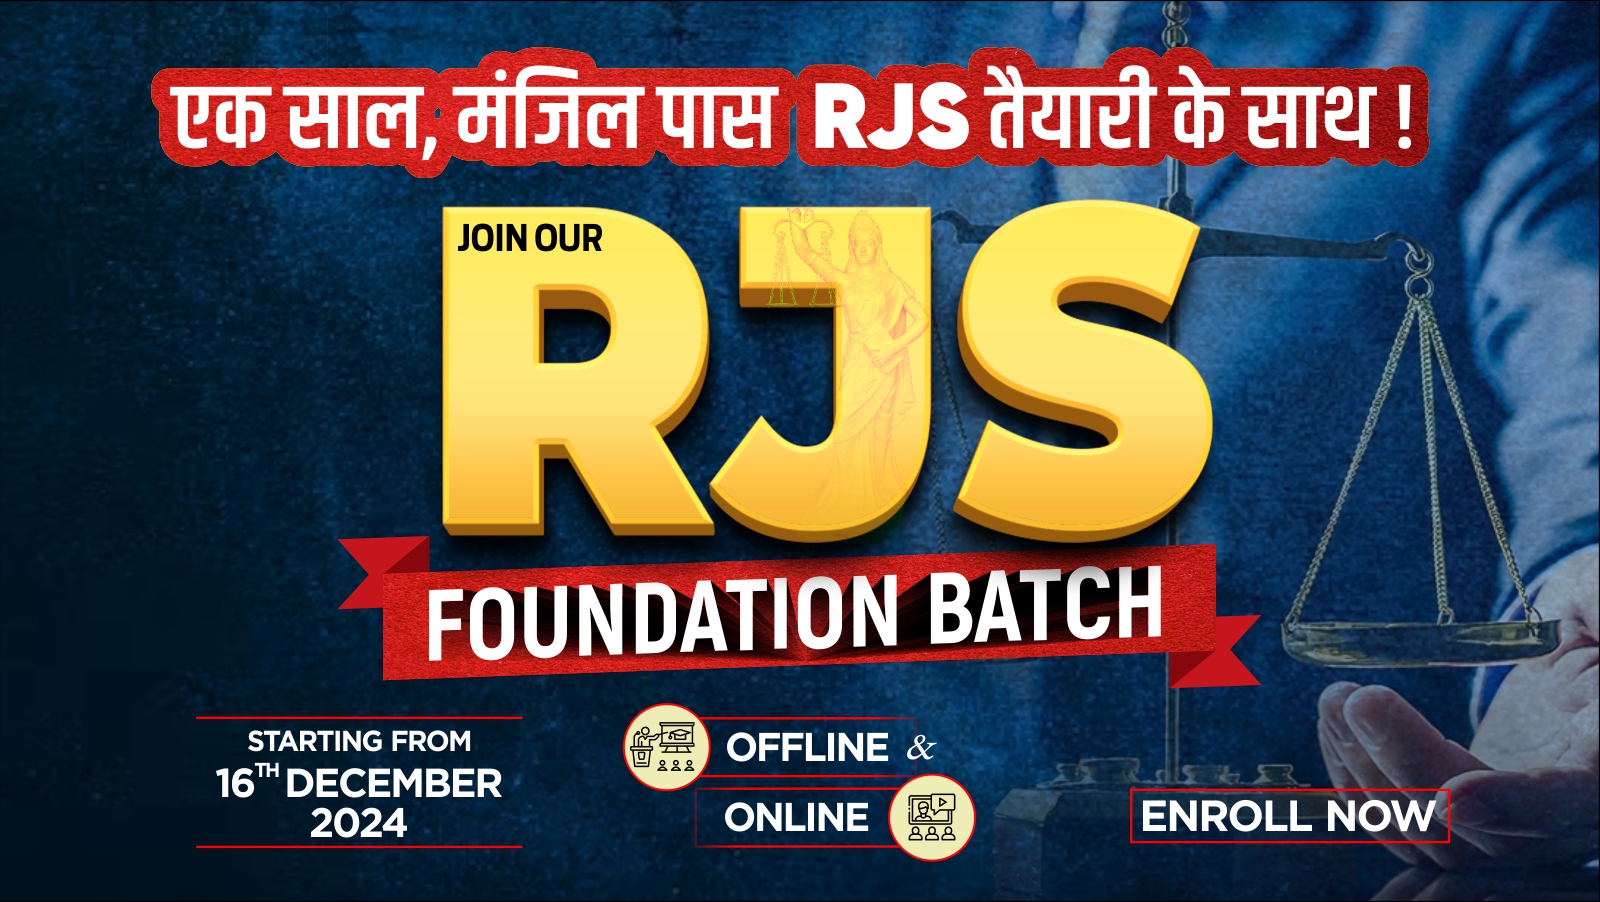 एक साल, मंजिल पास RJS तैयारी के साथ !
JOIN OUR
RJS
FOUNDATION BATCH
STARTING FROM
16TH DECEMBER
2024
OFFLINE &
ONLINE
ENROLL NOW